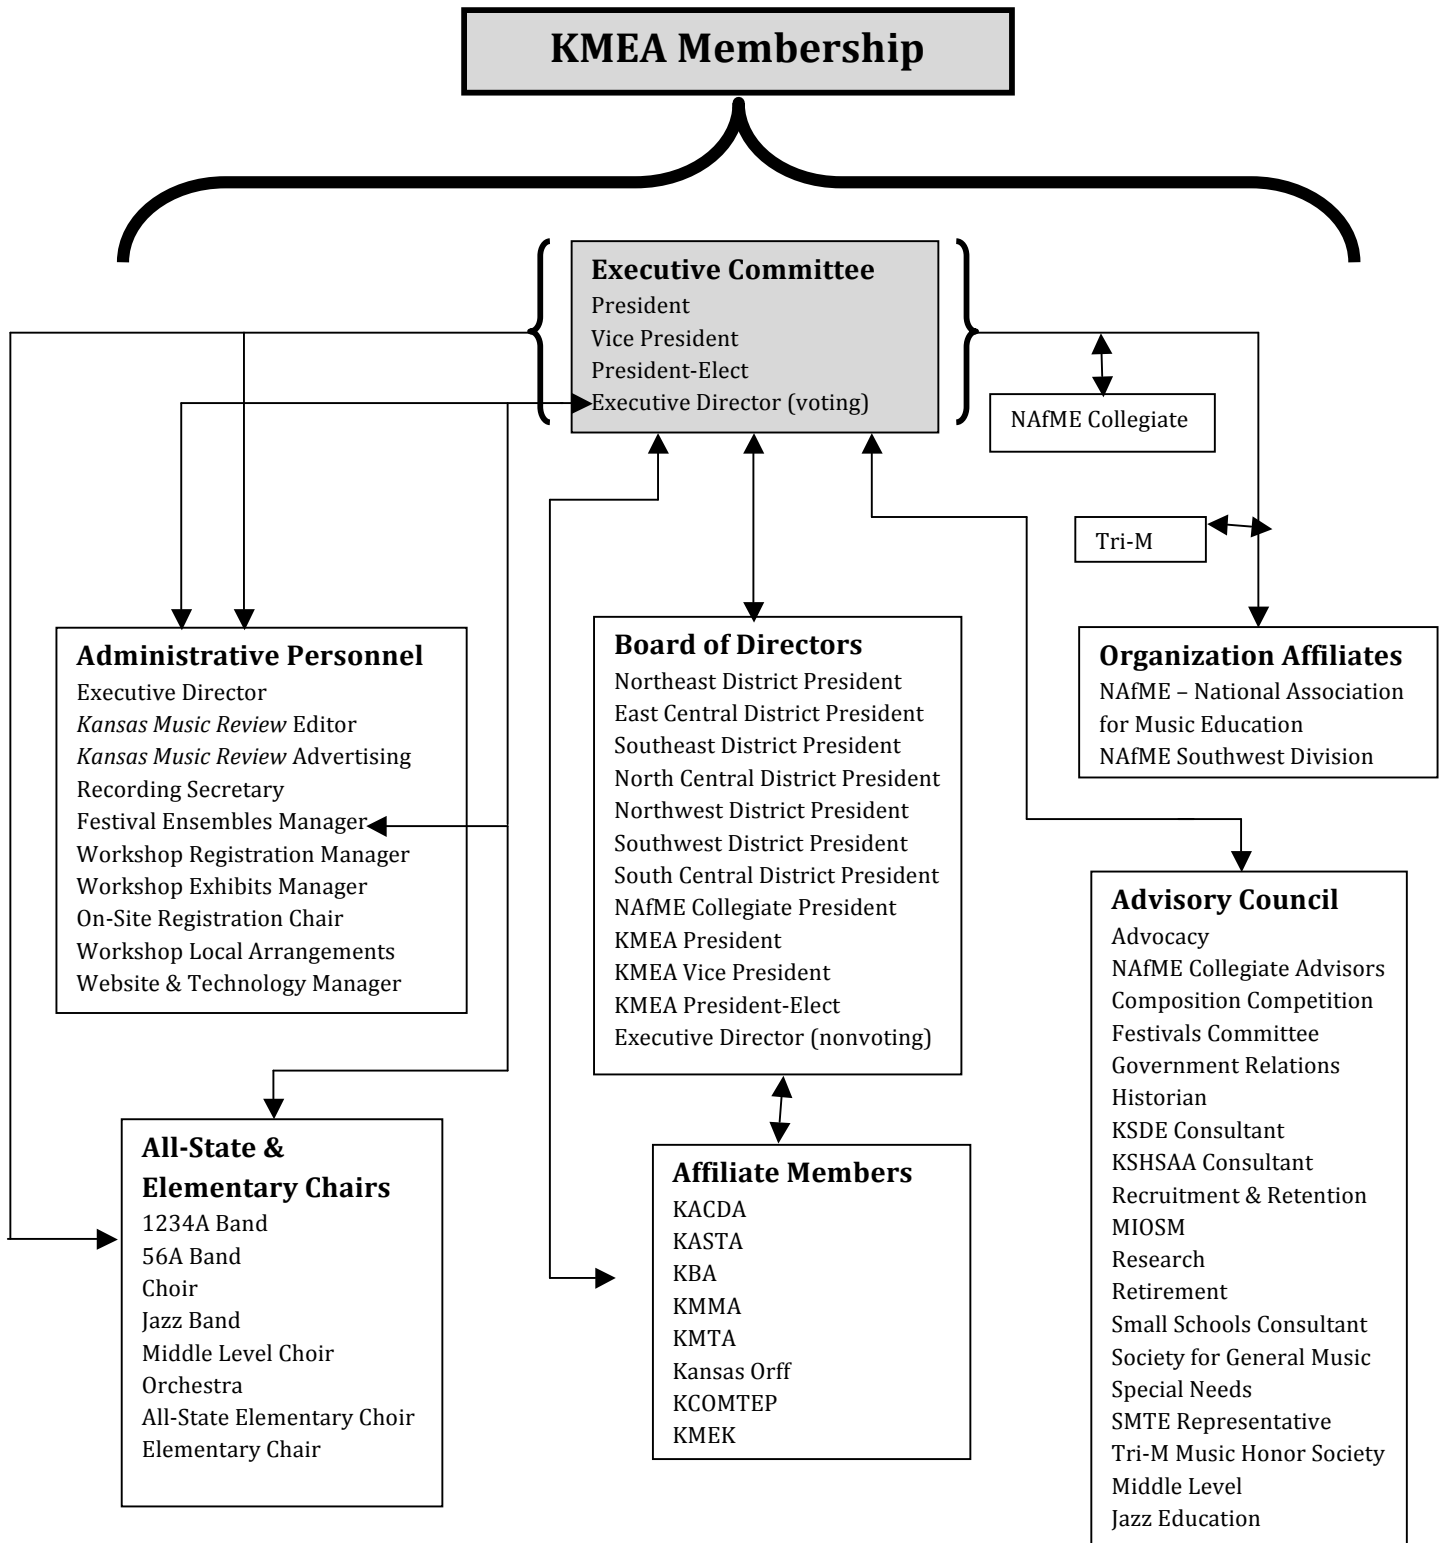 KMEA Membership
Executive Committee
President
Vice President
President-Elect
Executive Director (voting)
NAfME Collegiate
Tri-M
Administrative Personnel
Executive Director
Kansas Music Review Editor
Kansas Music Review Advertising
Recording Secretary
Festival Ensembles Manager
Workshop Registration Manager
Workshop Exhibits Manager
On-Site Registration Chair
Workshop Local Arrangements
Website & Technology Manager
Board of Directors
Northeast District President
East Central District President
Southeast District President
North Central District President
Northwest District President
Southwest District President
South Central District President
NAfME Collegiate President
KMEA President
KMEA Vice President
KMEA President-Elect
Executive Director (nonvoting)
Organization Affiliates
NAfME – National Association
for Music Education
NAfME Southwest Division
All-State &
Elementary Chairs
1234A Band
56A Band
Choir
Jazz Band
Middle Level Choir
Orchestra
All-State Elementary Choir
Elementary Chair
Affiliate Members
KACDA
KASTA
KBA
KMMA
KMTA
Kansas Orff
KCOMTEP
KMEK
Advisory Council
Advocacy
NAfME Collegiate Advisors
Composition Competition
Festivals Committee
Government Relations
Historian
KSDE Consultant
KSHSAA Consultant
Recruitment & Retention
MIOSM
Research
Retirement
Small Schools Consultant
Society for General Music
Special Needs
SMTE Representative
Tri-M Music Honor Society
Middle Level
Jazz Education